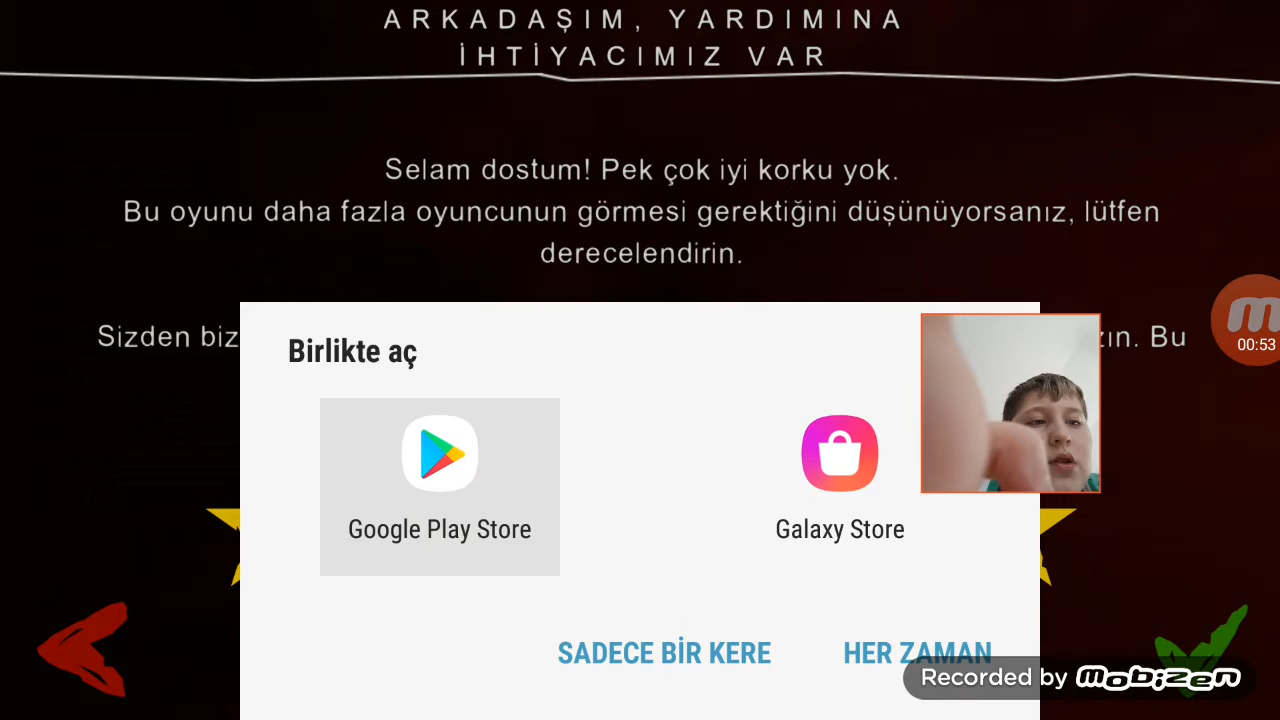 ARKADAŞIM, YARDIMINA
İHTİYACIMIZ VAR
Selam dostum! Pek çok iyi korku yok.
Bu oyunu daha fazla oyuncunun görmesi gerektiğini düşünüyorsanız, lütfen
derecelendirin.
Sizden biz
zın. Bu
Birlikte aç
00:53
Google Play Store
Galaxy Store
SADECE BİR KERE
HER ZAMAN
Recorded by mobizen